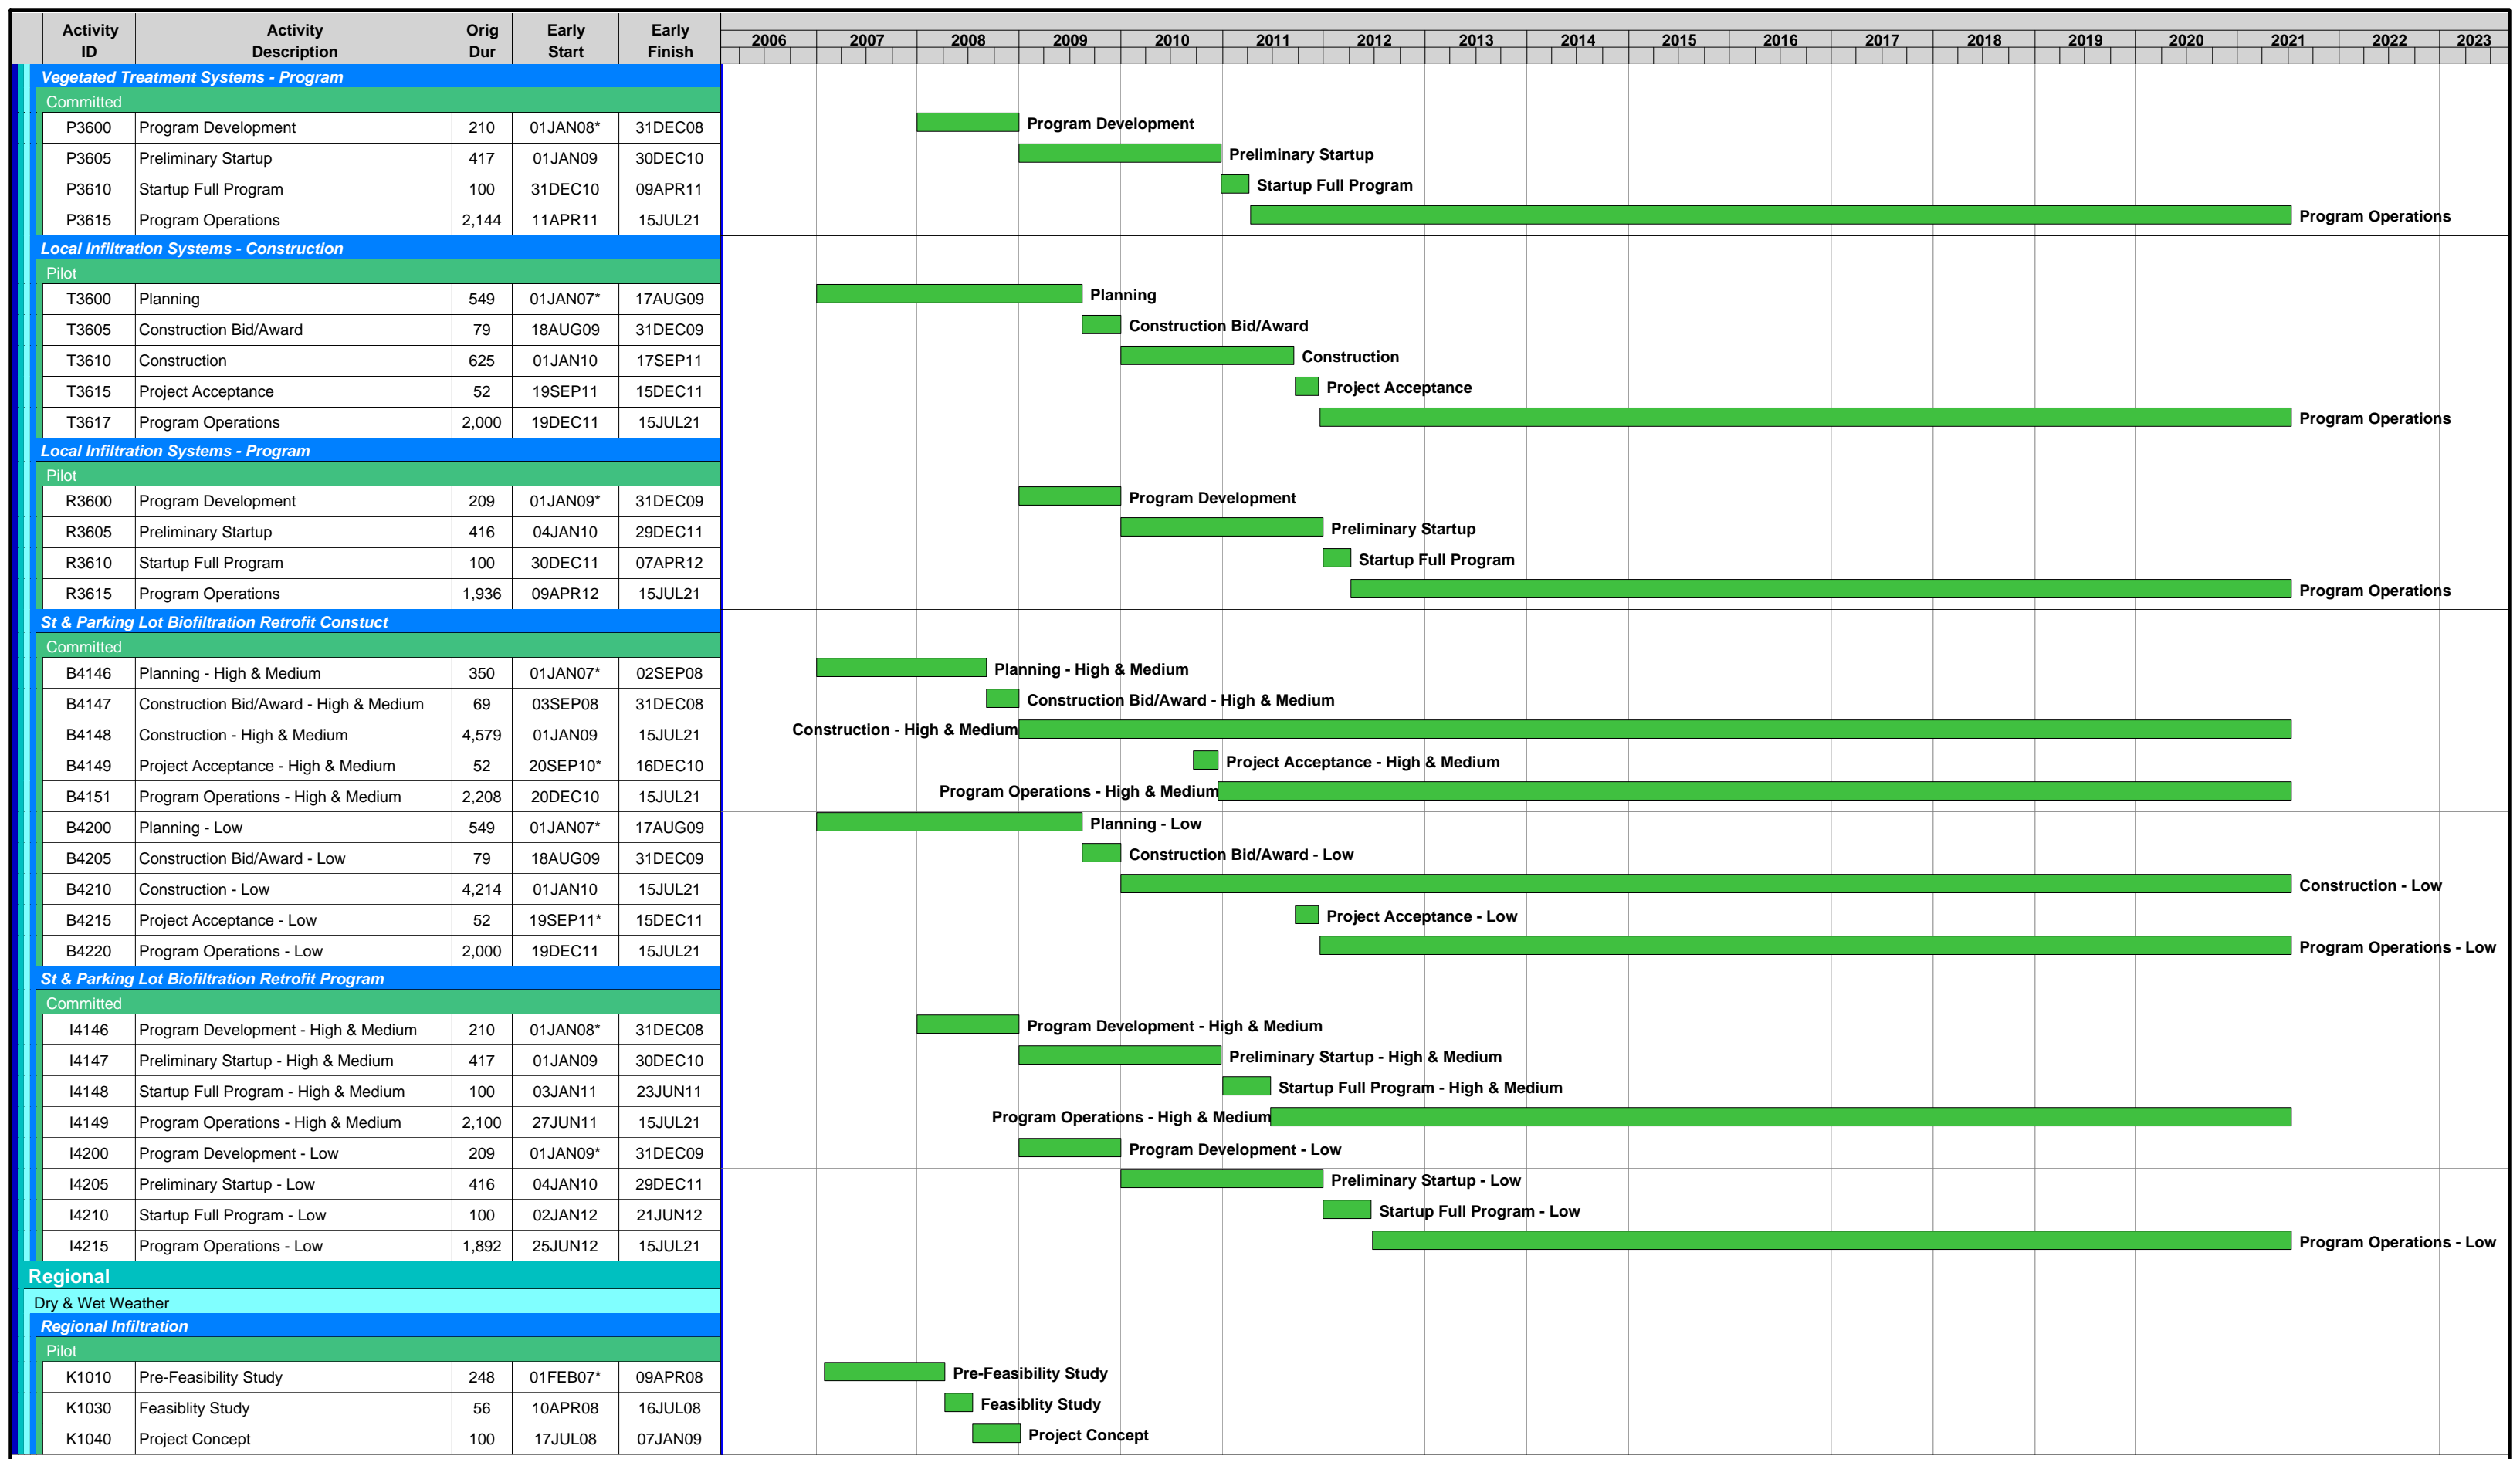 Activity ID Activity Description Orig Dur Early Start Early Finish 2006 2007 2008 2009 2010 2011 2012 2013 2014 2015 2016 2017 2018 2019 2020 2021 2022 2023
Vegetated Treatment Systems - Program
Committed
P3600 Program Development 210 01JAN08* 31DEC08 Program Development
P3605 Preliminary Startup 417 01JAN09 30DEC10 Preliminary Startup
P3610 Startup Full Program 100 31DEC10 09APR11 Startup Full Program
P3615 Program Operations 2,144 11APR11 15JUL21 Program Operations
Local Infiltration Systems - Construction
Pilot
T3600 Planning 549 01JAN07* 17AUG09 Planning
T3605 Construction Bid/Award 79 18AUG09 31DEC09 Construction Bid/Award
T3610 Construction 625 01JAN10 17SEP11 Construction
T3615 Project Acceptance 52 19SEP11 15DEC11 Project Acceptance
T3617 Program Operations 2,000 19DEC11 15JUL21 Program Operations
Local Infiltration Systems - Program
Pilot
R3600 Program Development 209 01JAN09* 31DEC09 Program Development
R3605 Preliminary Startup 416 04JAN10 29DEC11 Preliminary Startup
R3610 Startup Full Program 100 30DEC11 07APR12 Startup Full Program
R3615 Program Operations 1,936 09APR12 15JUL21 Program Operations
St & Parking Lot Biofiltration Retrofit Constuct
Committed
B4146 Planning - High & Medium 350 01JAN07* 02SEP08 Planning - High & Medium
B4147 Construction Bid/Award - High & Medium 69 03SEP08 31DEC08 Construction Bid/Award - High & Medium
B4148 Construction - High & Medium 4,579 01JAN09 15JUL21 Construction - High & Medium
B4149 Project Acceptance - High & Medium 52 20SEP10* 16DEC10 Project Acceptance - High & Medium
B4151 Program Operations - High & Medium 2,208 20DEC10 15JUL21 Program Operations - High & Medium
B4200 Planning - Low 549 01JAN07* 17AUG09 Planning - Low
B4205 Construction Bid/Award - Low 79 18AUG09 31DEC09 Construction Bid/Award - Low
B4210 Construction - Low 4,214 01JAN10 15JUL21 Construction - Low
B4215 Project Acceptance - Low 52 19SEP11* 15DEC11 Project Acceptance - Low
B4220 Program Operations - Low 2,000 19DEC11 15JUL21 Program Operations - Low
St & Parking Lot Biofiltration Retrofit Program
Committed
I4146 Program Development - High & Medium 210 01JAN08* 31DEC08 Program Development - High & Medium
I4147 Preliminary Startup - High & Medium 417 01JAN09 30DEC10 Preliminary Startup - High & Medium
I4148 Startup Full Program - High & Medium 100 03JAN11 23JUN11 Startup Full Program - High & Medium
I4149 Program Operations - High & Medium 2,100 27JUN11 15JUL21 Program Operations - High & Medium
I4200 Program Development - Low 209 01JAN09* 31DEC09 Program Development - Low
I4205 Preliminary Startup - Low 416 04JAN10 29DEC11 Preliminary Startup - Low
I4210 Startup Full Program - Low 100 02JAN12 21JUN12 Startup Full Program - Low
I4215 Program Operations - Low 1,892 25JUN12 15JUL21 Program Operations - Low
Regional
Dry & Wet Weather
Regional Infiltration
Pilot
K1010 Pre-Feasibility Study 248 01FEB07* 09APR08 Pre-Feasibility Study
K1030 Feasiblity Study 56 10APR08 16JUL08 Feasiblity Study
K1040 Project Concept 100 17JUL08 07JAN09 Project Concept